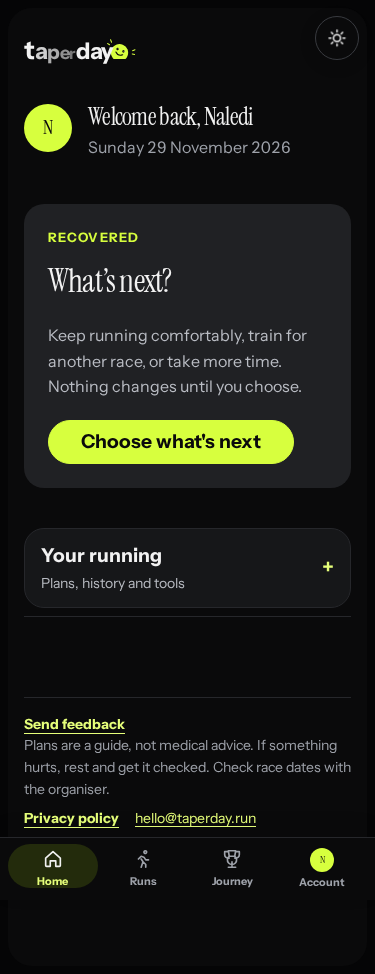 taperday
N
Welcome back, Naledi
Sunday 29 November 2026
RECOVERED
What's next?
Keep running comfortably, train for
another race, or take more time.
Nothing changes until you choose.
Choose what's next
Your running
+
Plans, history and tools
Send feedback
Plans are a guide, not medical advice. If something
hurts, rest and get it checked. Check race dates with
the organiser.
Privacy policy hello@taperday.run
N
Home Runs Journey Account